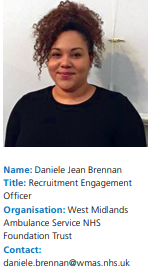 Name: Daniele Jean Brennan
Title: Recruitment Engagement
Officer
Organisation: West Midlands
Ambulance Service NHS
Foundation Trust
Contact:
daniele.brennan@wmas.nhs.uk